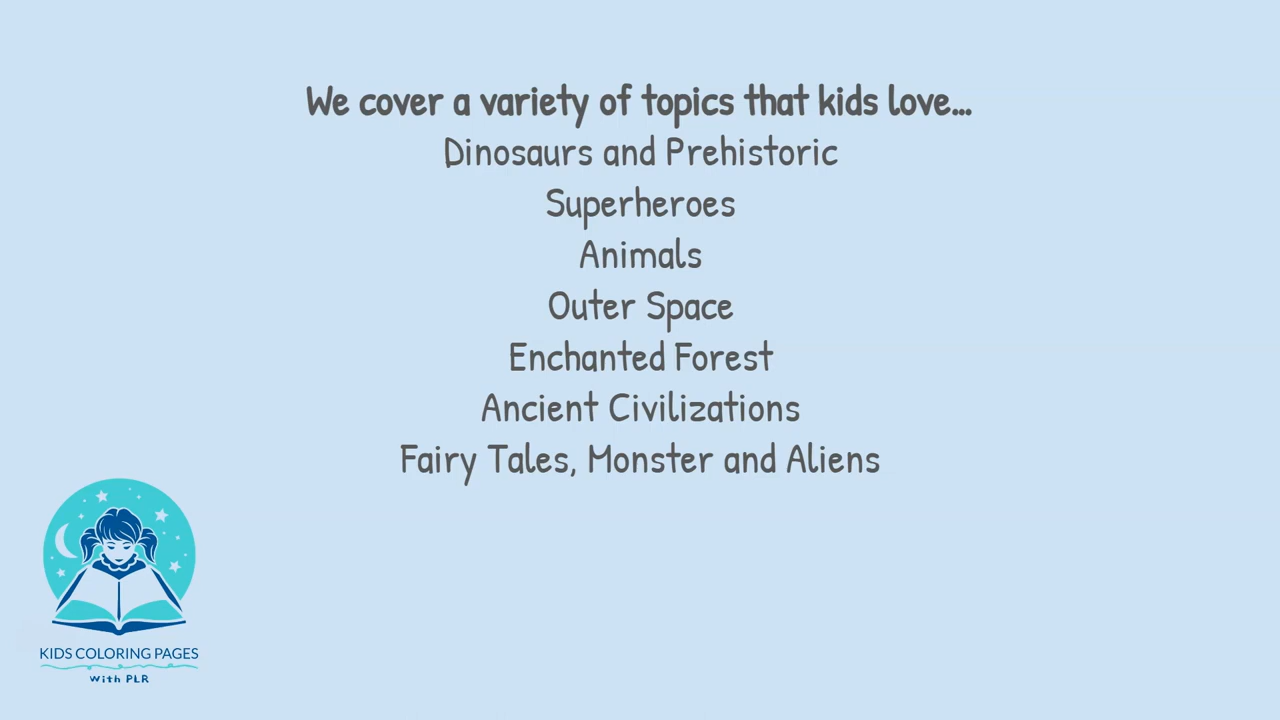 We cover a variety of topics that kids love...
Dinosaurs and Prehistoric
Superheroes
Animals
Outer Space
Enchanted Forest
Ancient Civilizations
Fairy Tales, Monster and Aliens
KIDS COLORING PAGES
With PLR